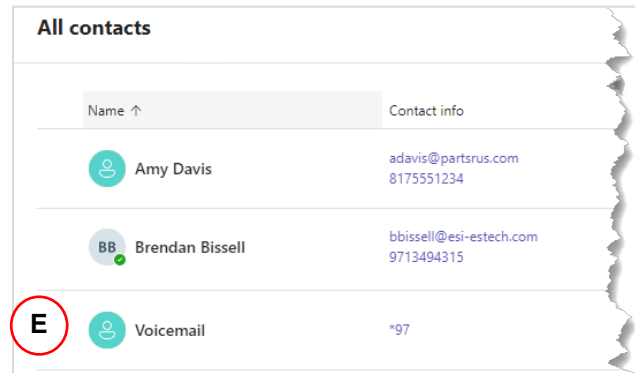 All contacts
Name ↑ Contact info
Amy Davis adavis@partsrus.com
8175551234
BB Brendan Bissell bbissell@esi-estech.com
9713494315
E Voicemail *97